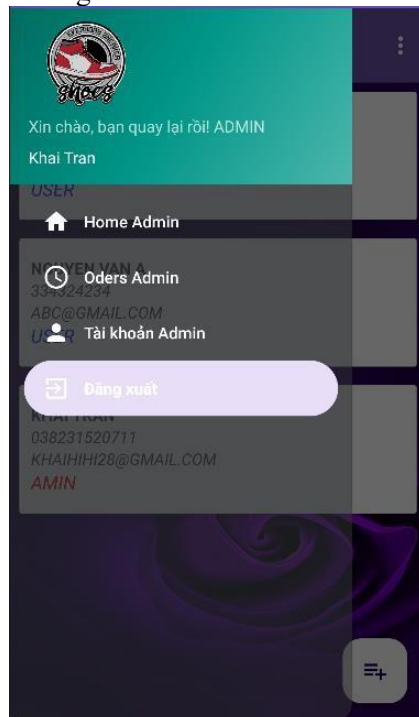 shoes
Xin chào, bạn quay lại rồi! ADMIN
Khai Tran
USER
Home Admin
NGUYEN VAN A
Oders Admin
334324234
ABC@GMAIL.COM
USER
Tài khoản Admin
Đăng xuất
KHAI TRAN
038231520711
KHAIHIHI28@GMAIL.COM
AMIN